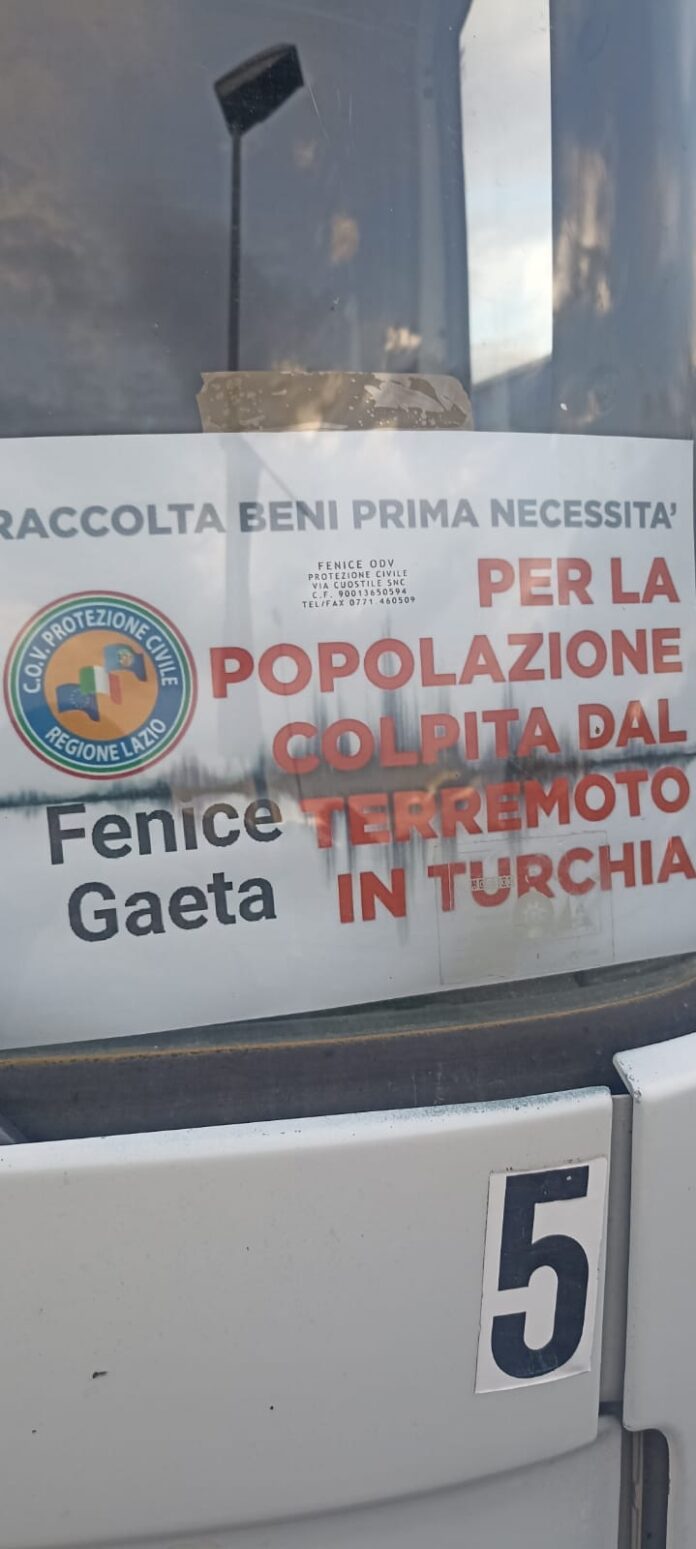 RACCOLTA BENI PRIMA NECESSITA'
FENICE ODV
PROTEZIONE CIVILE
VIA CUOSTILE SNC
C.F. 90013650594
TEL/FAX 0771.460509
PER LA
POPOLAZIONE
COLPITA DAL
TERREMOTO
IN TURCHIA
C.O.V. PROTEZIONE CIVILE
REGIONE LAZIO
Fenice
Gaeta
5